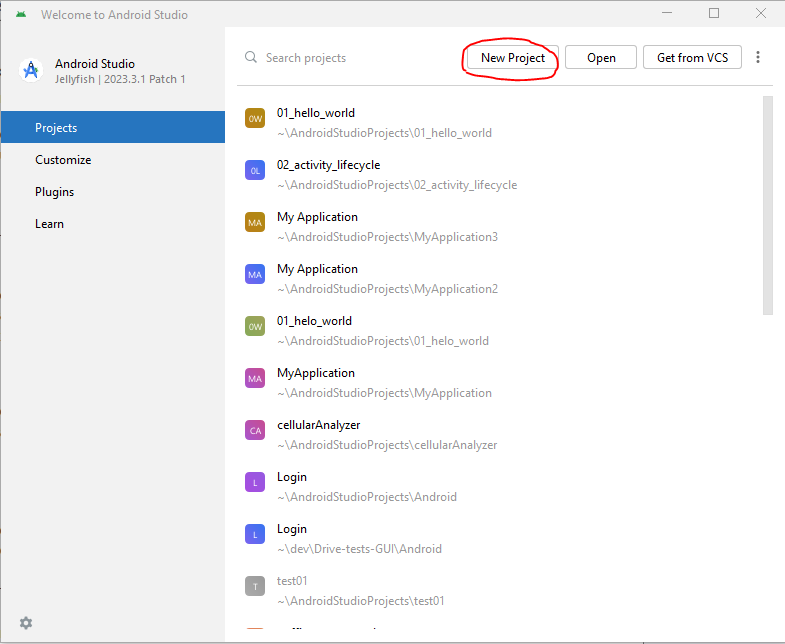 Welcome to Android Studio
Android Studio
Jellyfish | 2023.3.1 Patch 1
Projects
Customize
Plugins
Learn
Search projects
New Project
Open
Get from VCS
0W
01_hello_world
~\AndroidStudioProjects\01_hello_world
0L
02_activity_lifecycle
~\AndroidStudioProjects\02_activity_lifecycle
MA
My Application
~\AndroidStudioProjects\MyApplication3
MA
My Application
~\AndroidStudioProjects\MyApplication2
0W
01_helo_world
~\AndroidStudioProjects\01_helo_world
MA
MyApplication
~\AndroidStudioProjects\MyApplication
CA
cellularAnalyzer
~\AndroidStudioProjects\cellularAnalyzer
L
Login
~\AndroidStudioProjects\Android
L
Login
~\dev\Drive-tests-GUI\Android
T
test01
~\AndroidStudioProjects\test01